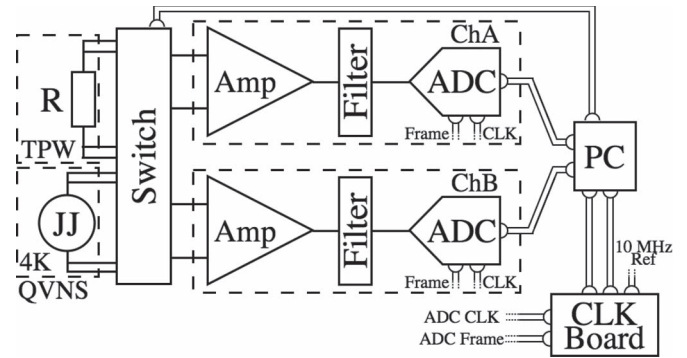 R
TPW
JJ
4K
QVNS
Switch
Amp
Filter
ChA
ADC
Frame
CLK
Amp
Filter
ChB
ADC
Frame
CLK
PC
10 MHz
Ref
ADC CLK
ADC Frame
CLK
Board